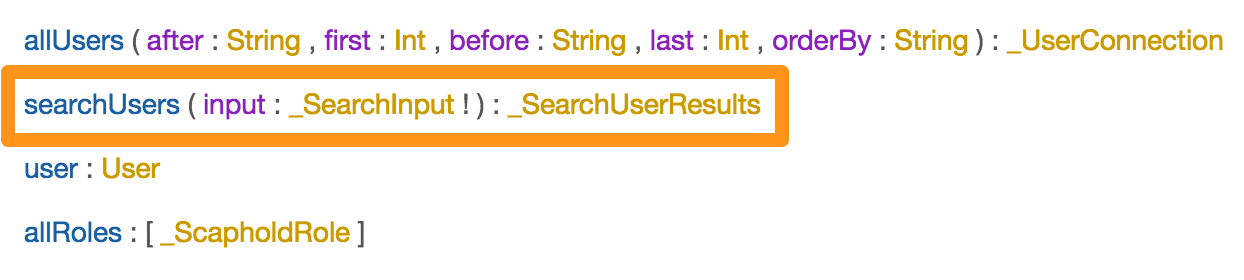 allUsers ( after : String , first : Int , before : String , last : Int , orderBy : String ) : _UserConnection
searchUsers ( input : _SearchInput ! ) : _SearchUserResults
user : User
allRoles : [ _ScapholdRole ]